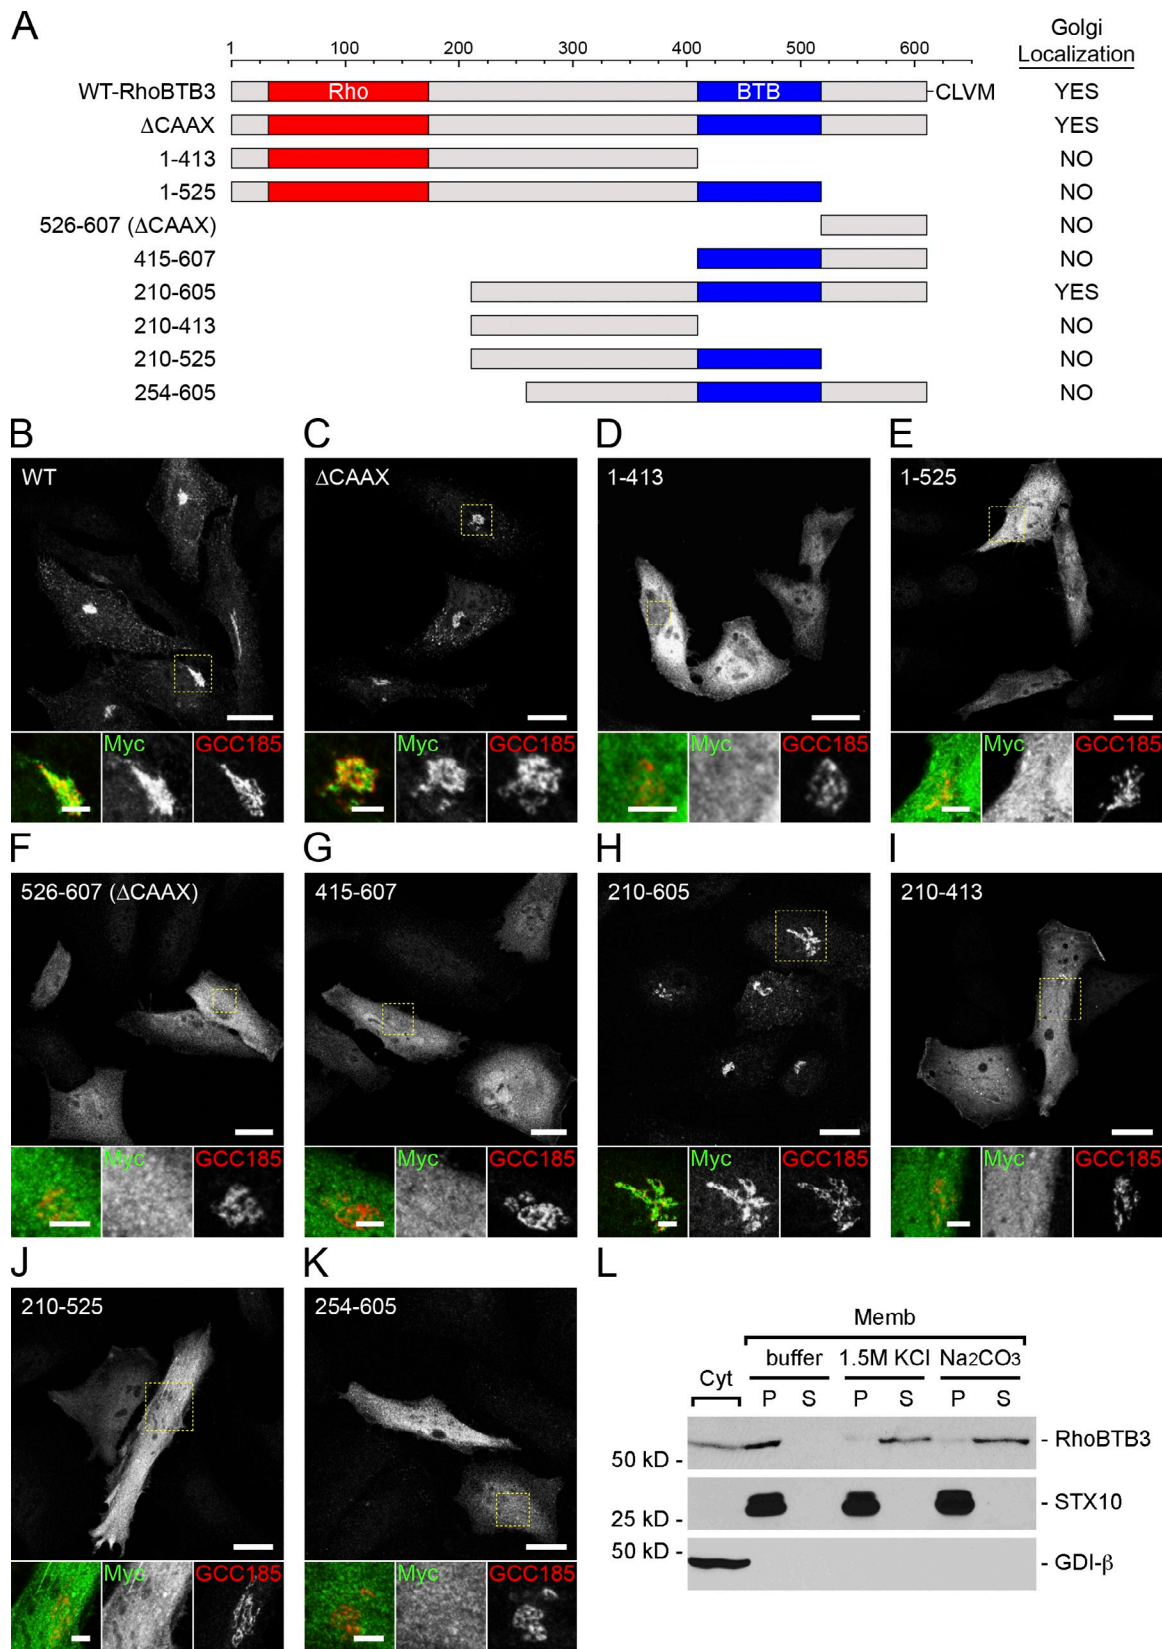 A
1 100 200 300 400 500 600
Golgi
Localization
WT-RhoBTB3 Rho BTB -CLVM YES
ΔCAAX YES
1-413 NO
1-525 NO
526-607 (ΔCAAX) NO
415-607 NO
210-605 YES
210-413 NO
210-525 NO
254-605 NO
B C D E
WT ΔCAAX 1-413 1-525
Myc GCC185 Myc GCC185 Myc GCC185 Myc GCC185
F G H I
526-607 (ΔCAAX) 415-607 210-605 210-413
Myc GCC185 Myc GCC185 Myc GCC185 Myc GCC185
J K L
210-525 254-605
Myc GCC185 Myc GCC185
Memb
buffer 1.5M KCl Na2CO3
Cyt P S P S P S
- RhoBTB3
50 kD -
- STX10
25 kD -
50 kD -
- GDI-β